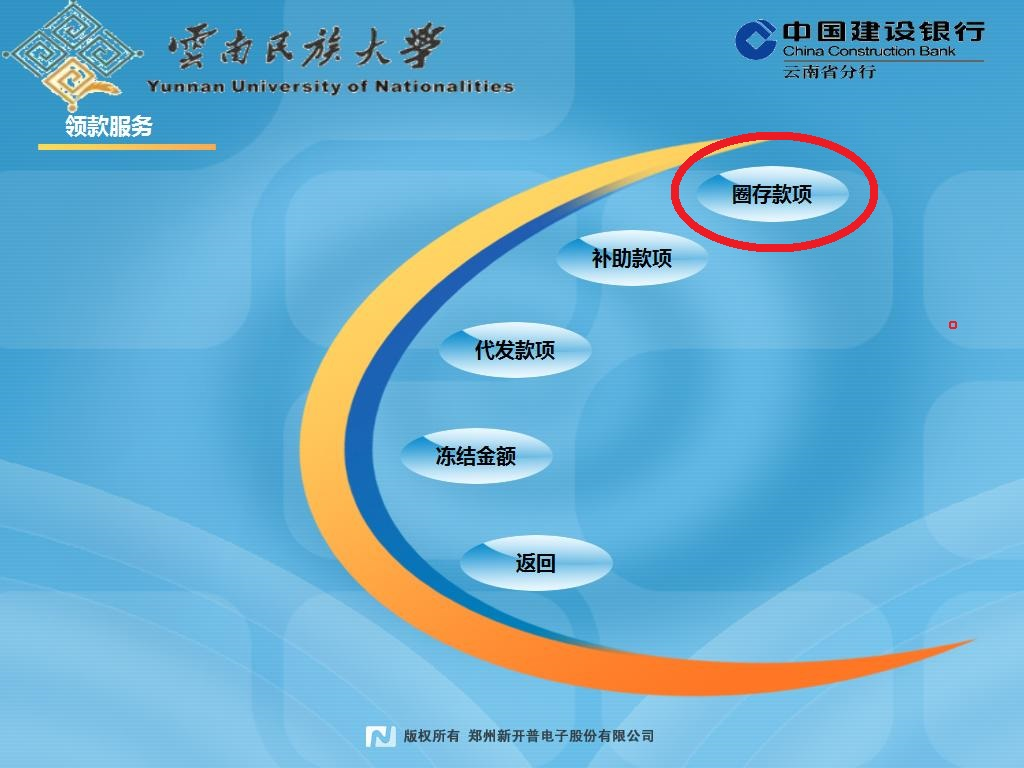 雲南民族大學
Yunnan University of Nationalities
中国建设银行
China Construction Bank
云南省分行
领款服务
圈存款项
补助款项
代发款项
冻结金额
返回
版权所有 郑州新开普电子股份有限公司